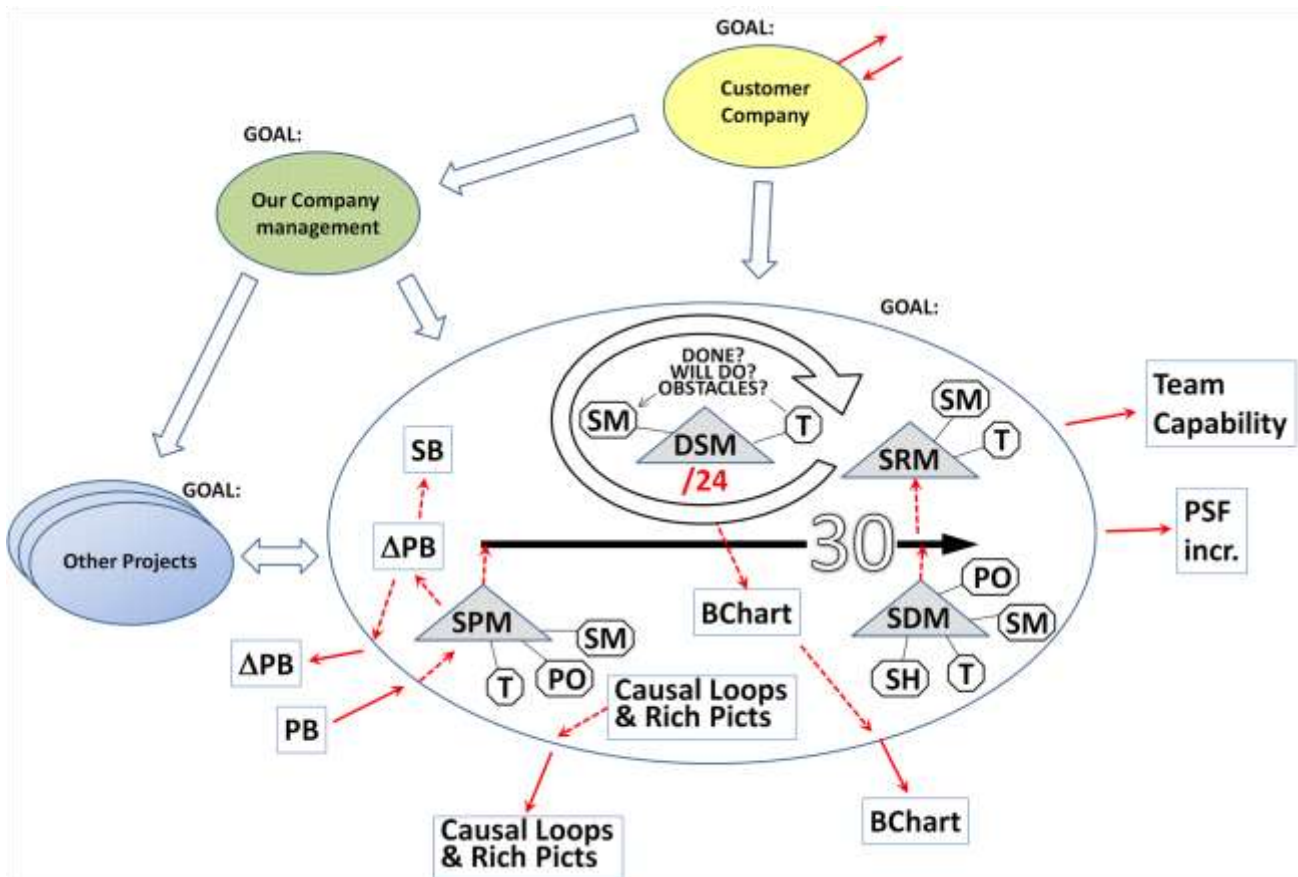 GOAL:
Customer
Company
GOAL:
Our Company
management
GOAL:
DONE?
WILL DO?
OBSTACLES?
SM
T
DSM
/24
SM
T
SRM
Team
Capability
SB
GOAL:
Other Projects
ΔPB
30
PSF
incr.
SPM
SM
T
PO
BChart
PO
SDM
SM
SH
T
ΔPB
PB
Causal Loops
& Rich Picts
Causal Loops
& Rich Picts
BChart